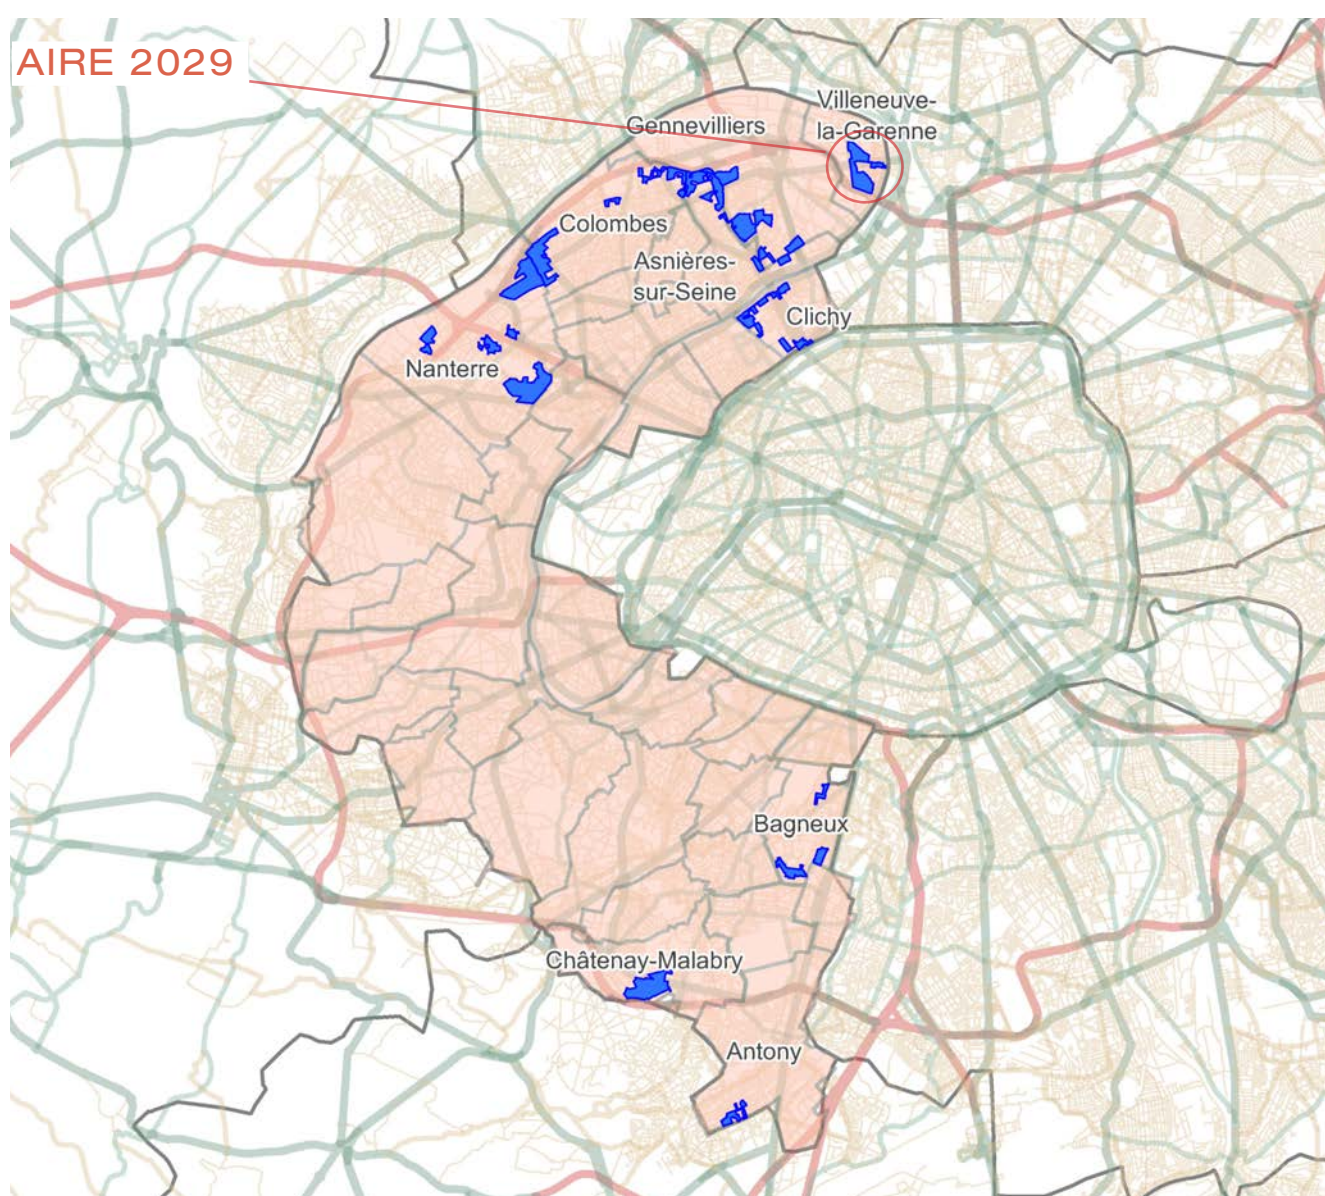 AIRE 2029
Villeneuve-
la-Garenne
Gennevilliers
Colombes
Asnières-
sur-Seine
Clichy
Nanterre
Bagneux
Châtenay-Malabry
Antony